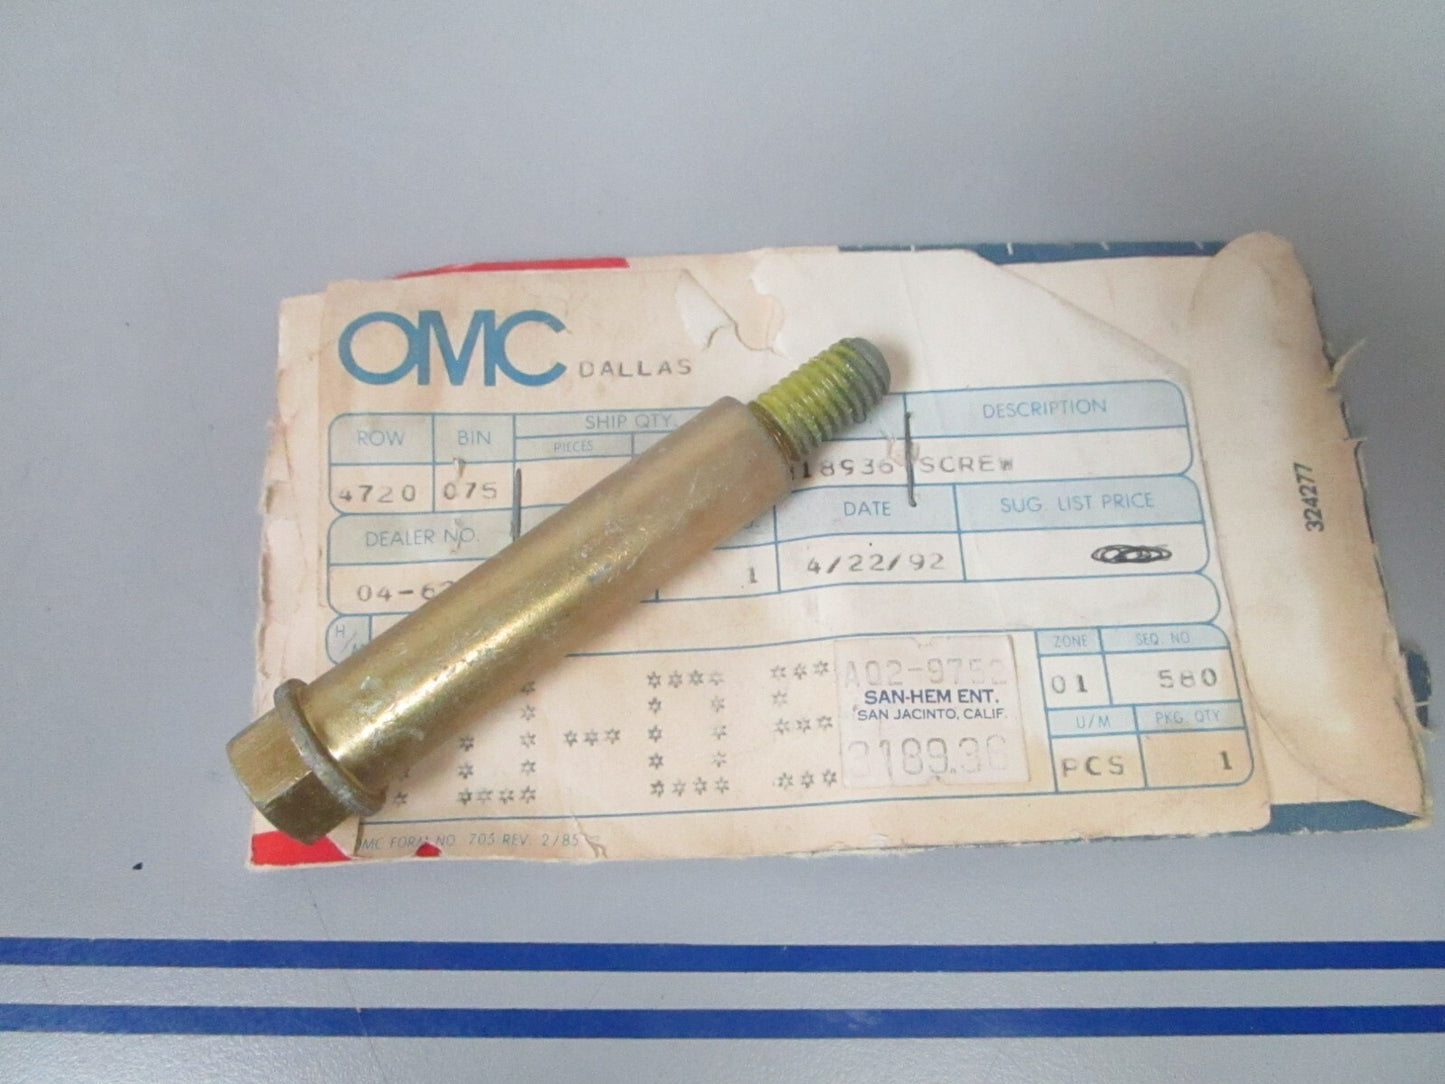 OMC DALLAS
ROW BIN SHIP QTY. DESCRIPTION
PIECES
4720 075 18936 SCREW
DEALER NO. DATE SUG. LIST PRICE
04-6 1 4/22/92
H/
ZONE SEQ. NO.
01 580
U/M PKG. QTY
PCS 1
A02-9752
SAN-HEM ENT.
SAN JACINTO, CALIF.
318936
OMC FORM NO. 705 REV. 2/85
324277